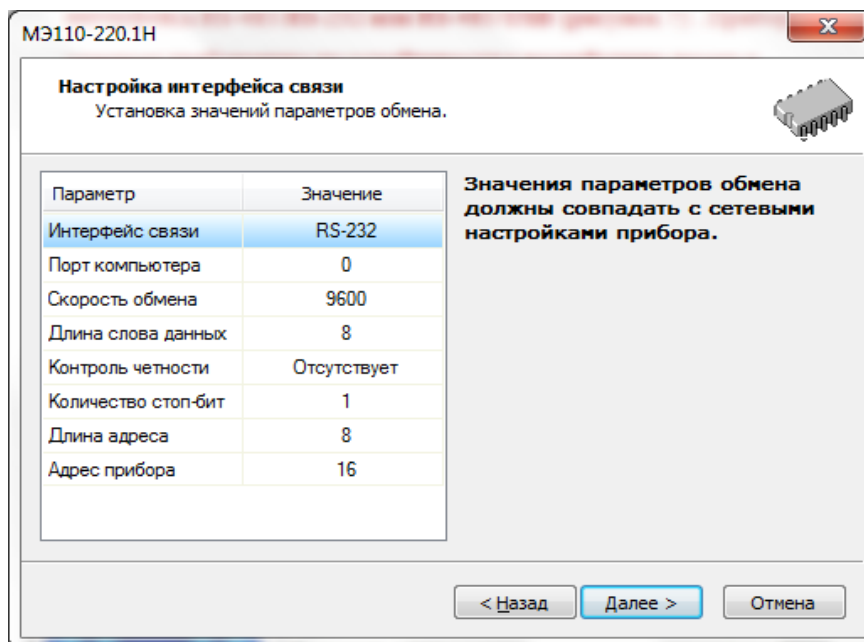 МЭ110-220.1Н
Настройка интерфейса связи
Установка значений параметров обмена.
Параметр Значение
Интерфейс связи RS-232
Порт компьютера 0
Скорость обмена 9600
Длина слова данных 8
Контроль четности Отсутствует
Количество стоп-бит 1
Длина адреса 8
Адрес прибора 16
Значения параметров обмена
должны совпадать с сетевыми
настройками прибора.
< Назад Далее > Отмена